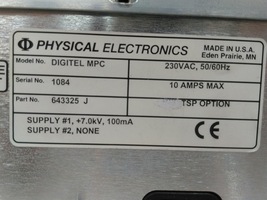 PHYSICAL ELECTRONICS
MADE IN U.S.A.
Eden Prairie, MN
Model No. DIGITEL MPC 230VAC, 50/60Hz
Serial No. 1084 10 AMPS MAX
Part No. 643325 J TSP OPTION
SUPPLY #1, +7.0kV, 100mA
SUPPLY #2, NONE
CE